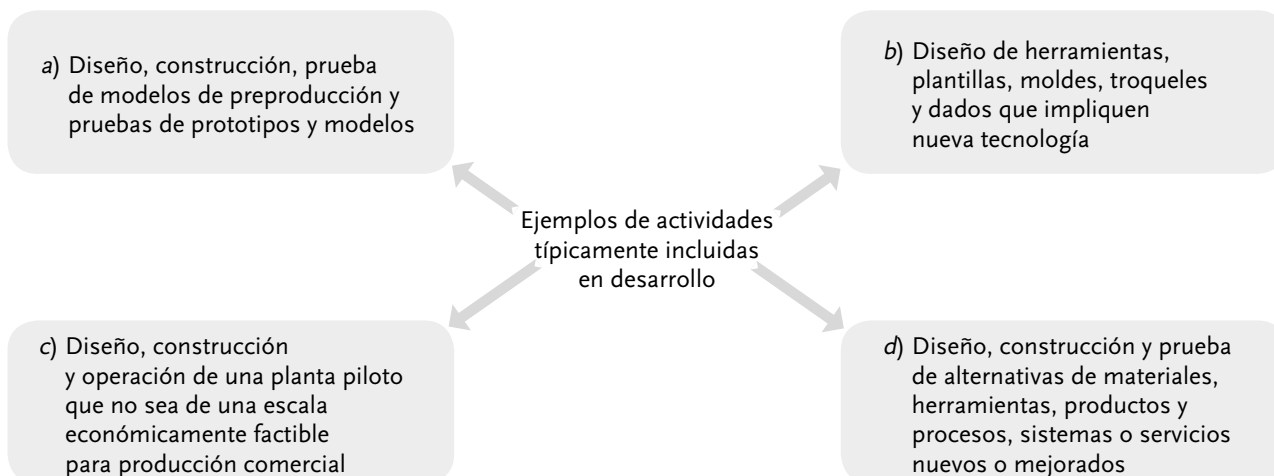 a) Diseño, construcción, prueba
de modelos de preproducción y
pruebas de prototipos y modelos
b) Diseño de herramientas,
plantillas, moldes, troqueles
y dados que impliquen
nueva tecnología
Ejemplos de actividades
típicamente incluidas
en desarrollo
c) Diseño, construcción
y operación de una planta piloto
que no sea de una escala
económicamente factible
para producción comercial
d) Diseño, construcción y prueba
de alternativas de materiales,
herramientas, productos y
procesos, sistemas o servicios
nuevos o mejorados